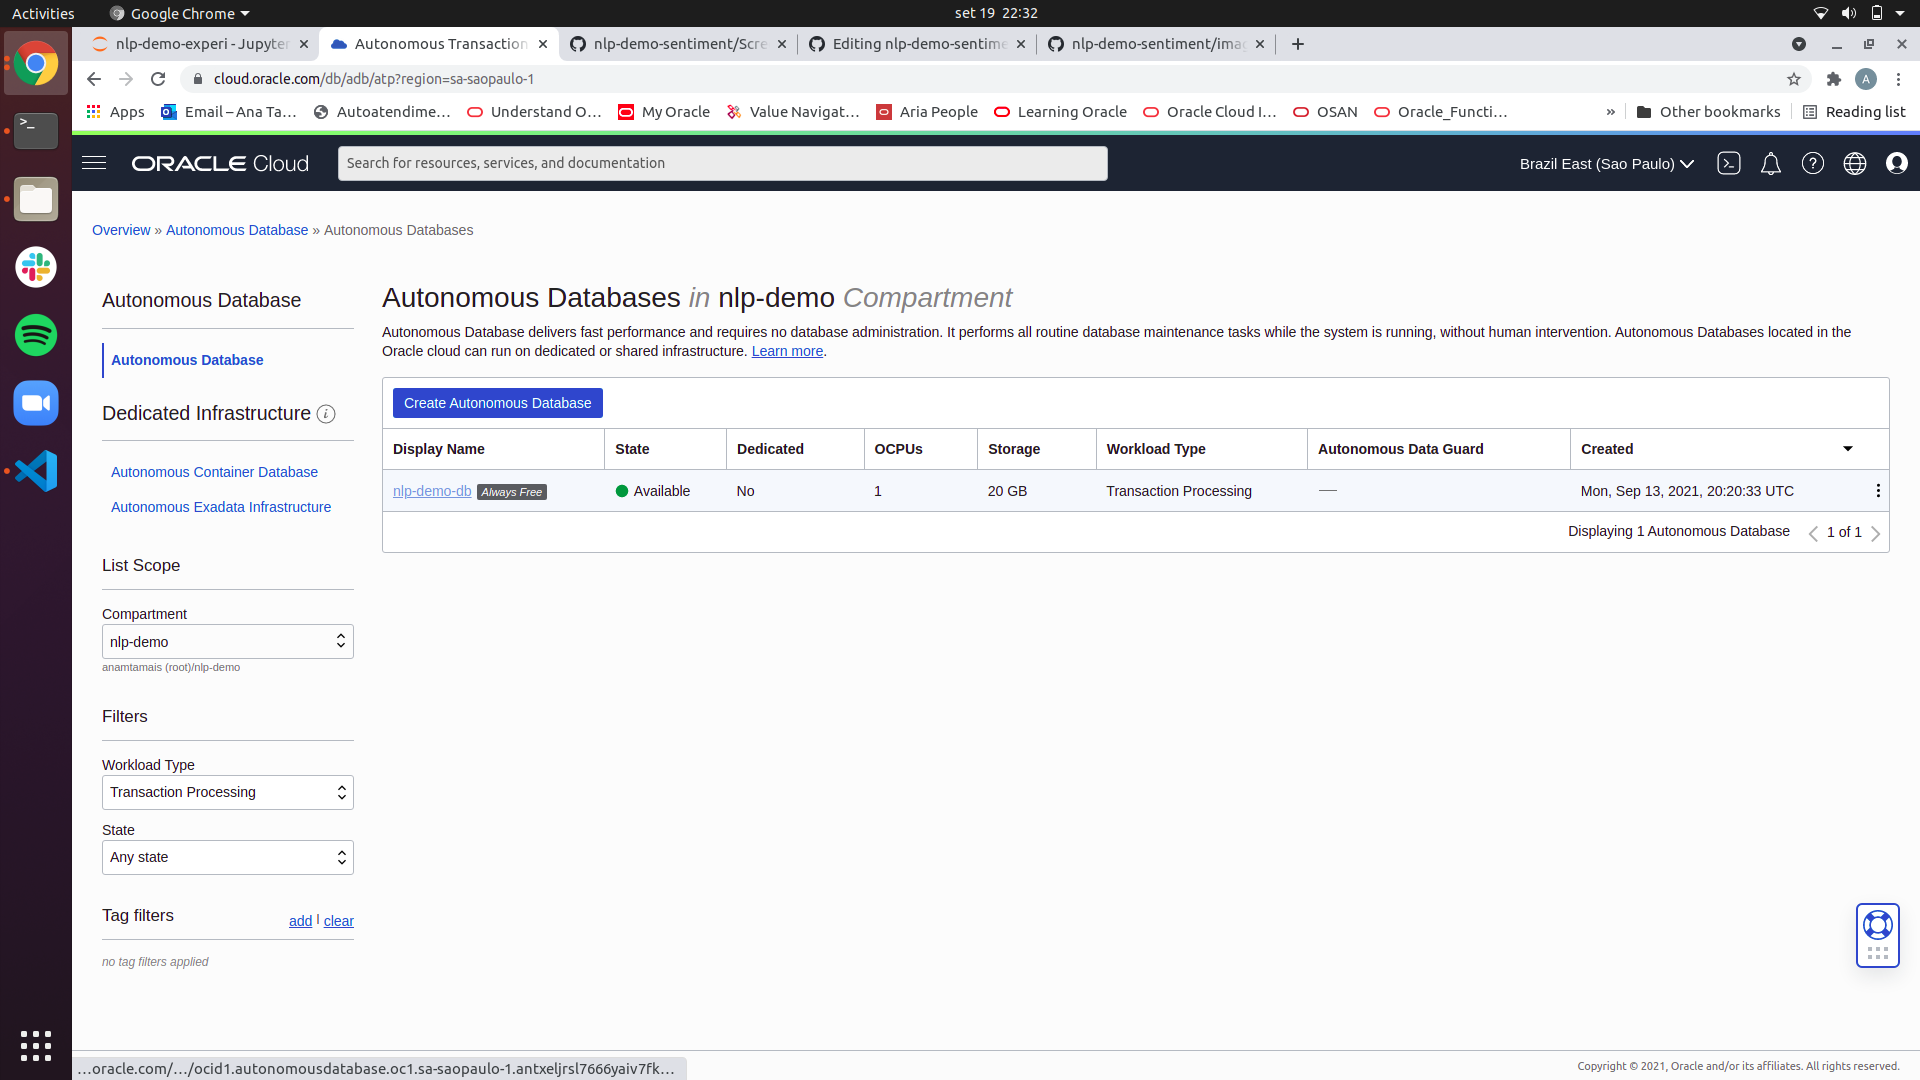 Activities
Google Chrome
set 19 22:32
nlp-demo-experi - Jupyter
Autonomous Transaction
nlp-demo-sentiment/Scre
Editing nlp-demo-sentime
nlp-demo-sentiment/imag
cloud.oracle.com/db/adb/atp?region=sa-saopaulo-1
A
Apps
Email – Ana Ta…
Autoatendime…
Understand O…
My Oracle
Value Navigat…
Aria People
Learning Oracle
Oracle Cloud I…
OSAN
Oracle_Functi…
»
Other bookmarks
Reading list
ORACLE Cloud
Search for resources, services, and documentation
Brazil East (Sao Paulo)
Overview » Autonomous Database » Autonomous Databases
Autonomous Database
Autonomous Database
Dedicated Infrastructure i
Autonomous Container Database
Autonomous Exadata Infrastructure
List Scope
Compartment
nlp-demo
anamtamais (root)/nlp-demo
Filters
Workload Type
Transaction Processing
State
Any state
Tag filters
add | clear
no tag filters applied
Autonomous Databases in nlp-demo Compartment
Autonomous Database delivers fast performance and requires no database administration. It performs all routine database maintenance tasks while the system is running, without human intervention. Autonomous Databases located in the
Oracle cloud can run on dedicated or shared infrastructure. Learn more.
Create Autonomous Database
Display Name State Dedicated OCPUs Storage Workload Type Autonomous Data Guard Created
nlp-demo-db Always Free Available No 1 20 GB Transaction Processing — Mon, Sep 13, 2021, 20:20:33 UTC
Displaying 1 Autonomous Database 1 of 1
…oracle.com/…/ocid1.autonomousdatabase.oc1.sa-saopaulo-1.antxeljrsl7666yaiv7fk…
Copyright © 2021, Oracle and/or its affiliates. All rights reserved.